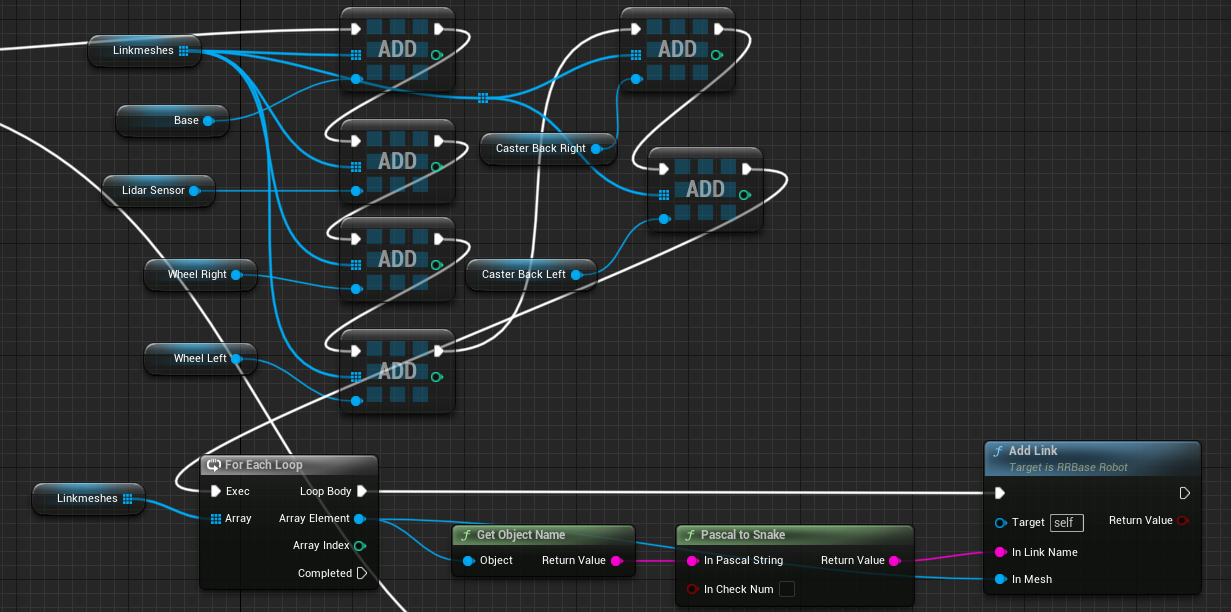 Linkmeshes
ADD
ADD
Base
Caster Back Right
ADD
Lidar Sensor
ADD
Wheel Right
ADD
Caster Back Left
Wheel Left
ADD
For Each Loop
Exec
Loop Body
Linkmeshes
Array
Array Element
Array Index
Completed
Get Object Name
Object
Return Value
Pascal to Snake
In Pascal String
Return Value
In Check Num
Add Link
Target is RRBase Robot
Target self
Return Value
In Link Name
In Mesh